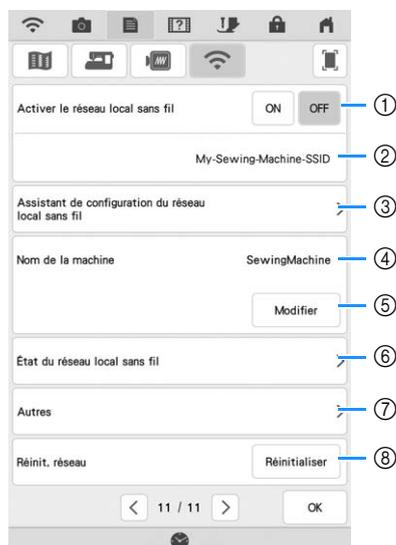 Activer le réseau local sans fil ON OFF ①
My-Sewing-Machine-SSID ②
Assistant de configuration du réseau
local sans fil ③
Nom de la machine SewingMachine ④
Modifier ⑤
État du réseau local sans fil ⑥
Autres ⑦
Réinit. réseau Réinitialiser ⑧
11 / 11 OK